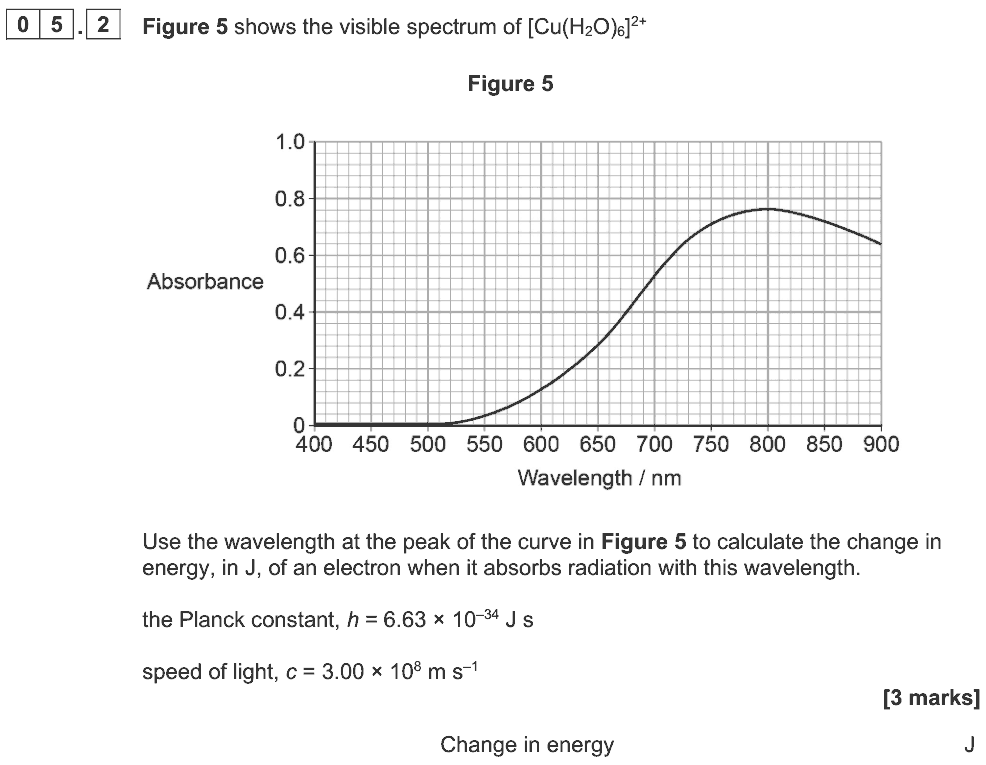 0 5 . 2 Figure 5 shows the visible spectrum of [Cu(H₂O)₆]²⁺
Figure 5
1.0
0.8
0.6
Absorbance
0.4
0.2
0
400 450 500 550 600 650 700 750 800 850 900
Wavelength / nm
Use the wavelength at the peak of the curve in Figure 5 to calculate the change in
energy, in J, of an electron when it absorbs radiation with this wavelength.
the Planck constant, h = 6.63 × 10⁻³⁴ J s
speed of light, c = 3.00 × 10⁸ m s⁻¹
[3 marks]
Change in energy J